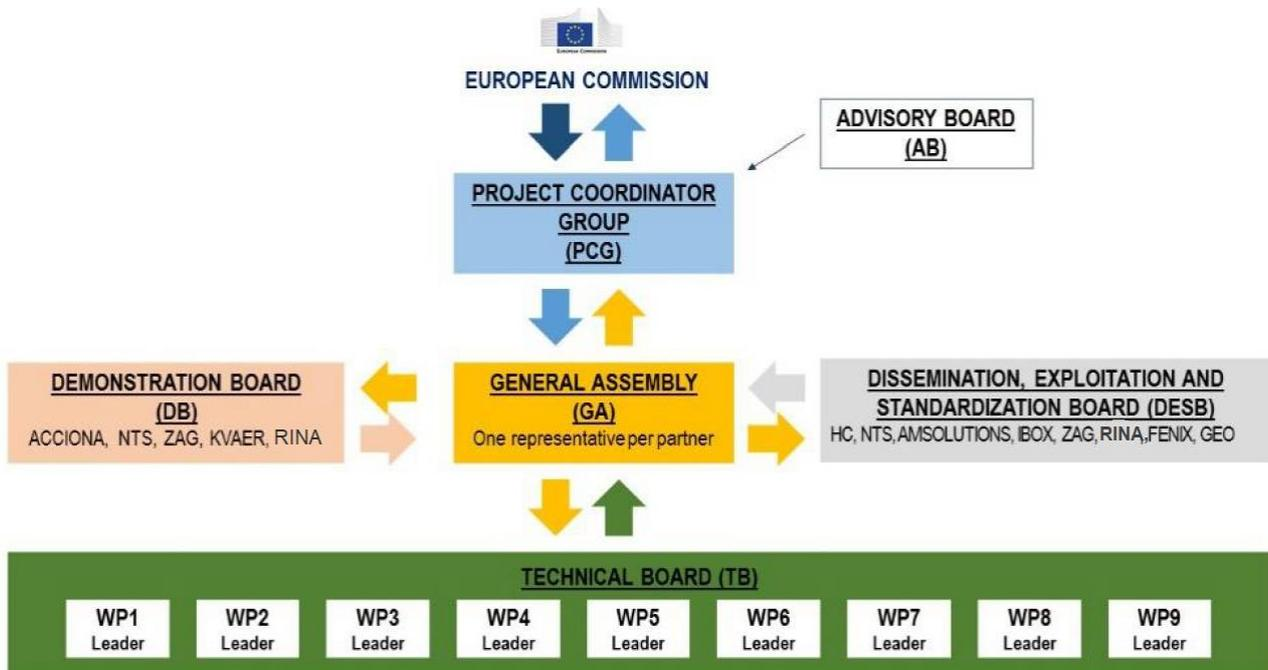 European Commission
EUROPEAN COMMISSION
ADVISORY BOARD
(AB)
PROJECT COORDINATOR
GROUP
(PCG)
DEMONSTRATION BOARD
(DB)
ACCIONA, NTS, ZAG, KVAER, RINA
GENERAL ASSEMBLY
(GA)
One representative per partner
DISSEMINATION, EXPLOITATION AND
STANDARDIZATION BOARD (DESB)
HC, NTS, AMSOLUTIONS, IBOX, ZAG, RINA,,FENIX, GEO
TECHNICAL BOARD (TB)
WP1
Leader
WP2
Leader
WP3
Leader
WP4
Leader
WP5
Leader
WP6
Leader
WP7
Leader
WP8
Leader
WP9
Leader